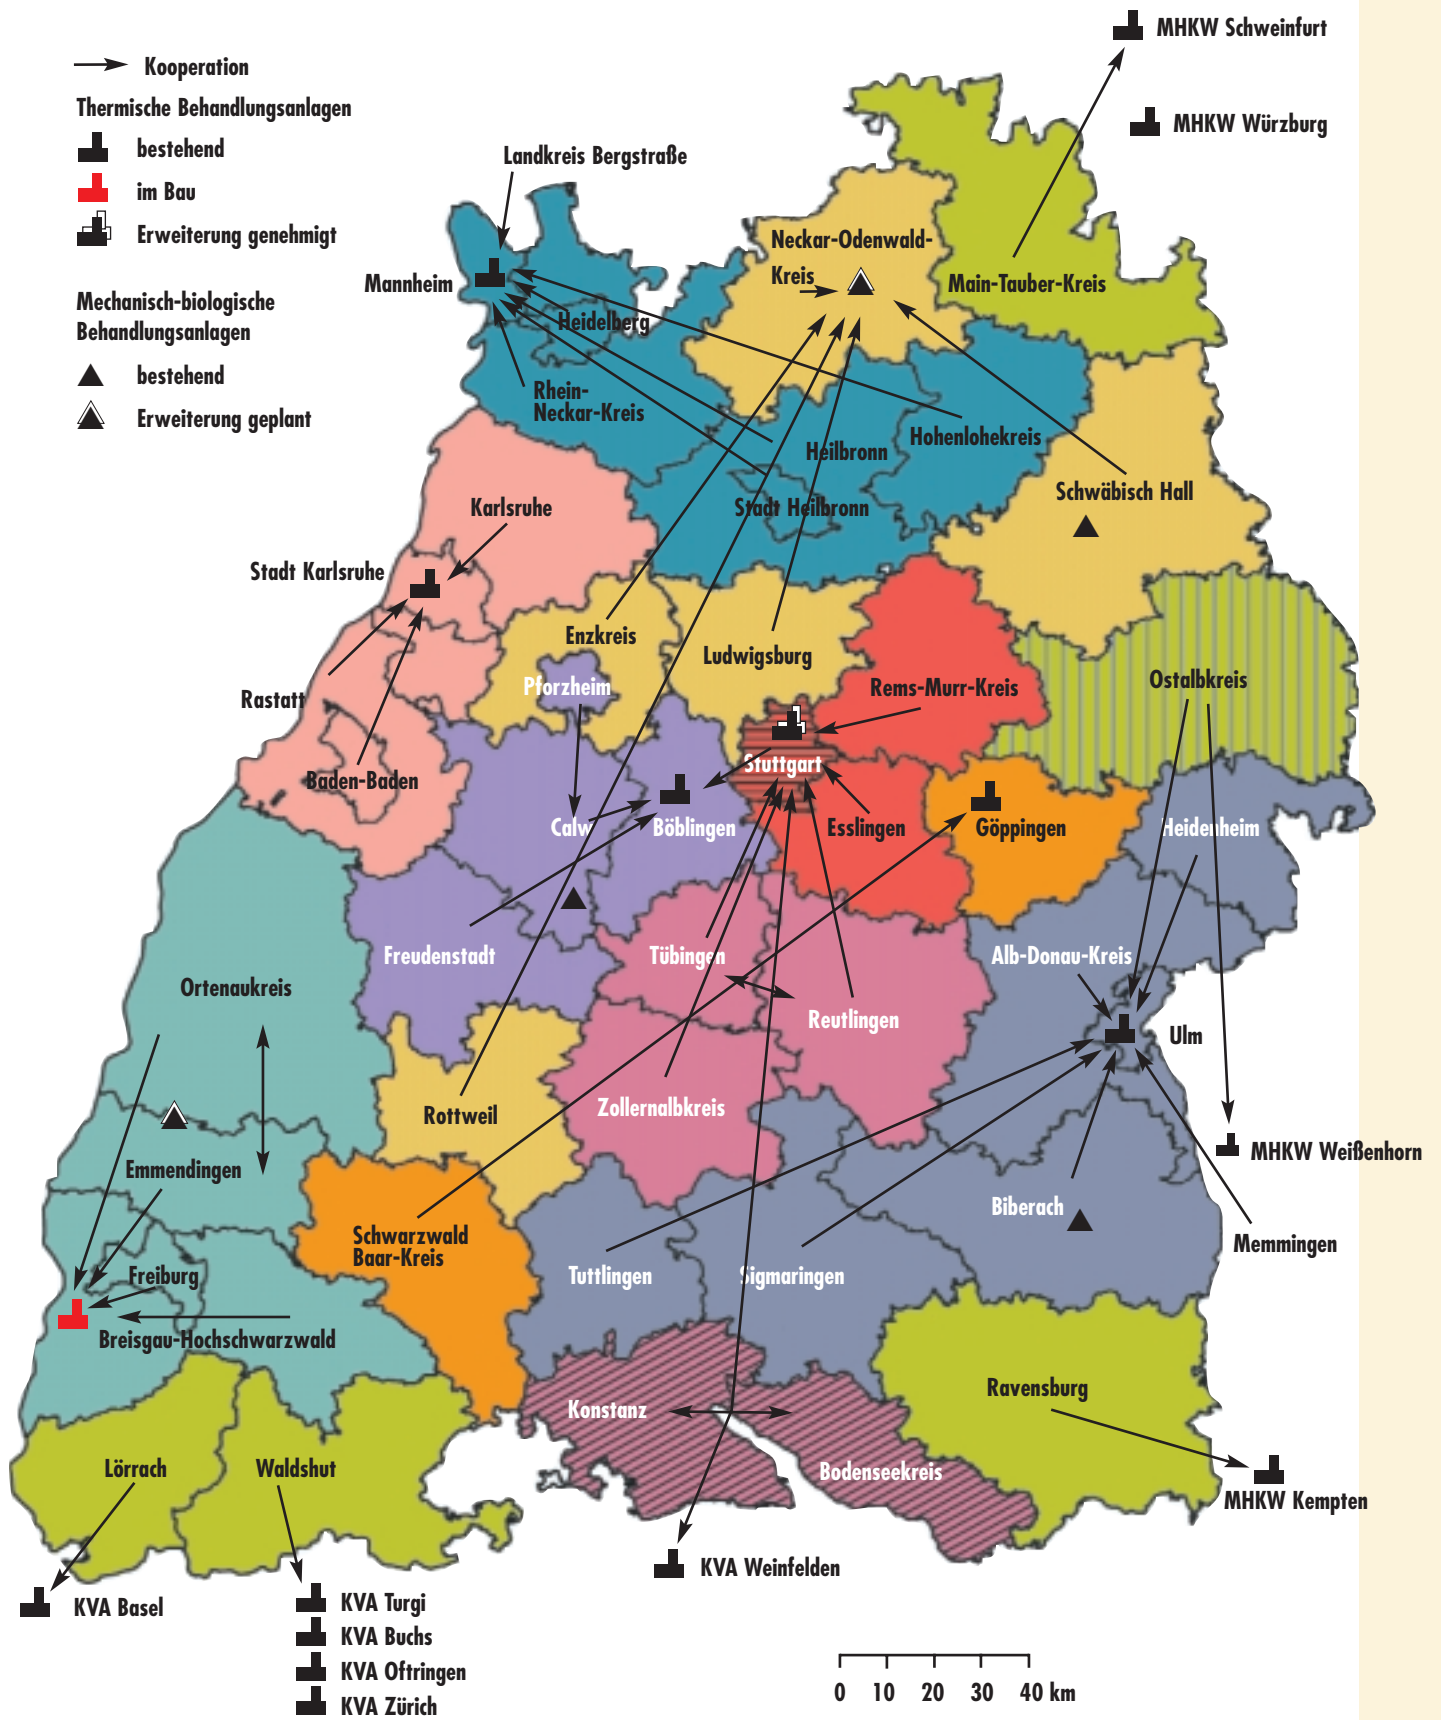 MHKW Schweinfurt
MHKW Würzburg
Kooperation
Thermische Behandlungsanlagen
bestehend
im Bau
Erweiterung genehmigt
Mechanisch-biologische
Behandlungsanlagen
bestehend
Erweiterung geplant
Landkreis Bergstraße
Mannheim
Neckar-Odenwald-
Kreis
Main-Tauber-Kreis
Heidelberg
Rhein-
Neckar-Kreis
Heilbronn
Hohenlohekreis
Stadt Heilbronn
Schwäbisch Hall
Karlsruhe
Stadt Karlsruhe
Enzkreis
Ludwigsburg
Pforzheim
Rems-Murr-Kreis
Ostalbkreis
Rastatt
Baden-Baden
Stuttgart
Calw
Böblingen
Esslingen
Göppingen
Heidenheim
Freudenstadt
Tübingen
Alb-Donau-Kreis
Ortenaukreis
Reutlingen
Ulm
Rottweil
Zollernalbkreis
MHKW Weißenhorn
Emmendingen
Biberach
Memmingen
Schwarzwald
Baar-Kreis
Freiburg
Tuttlingen
Sigmaringen
Breisgau-Hochschwarzwald
Konstanz
Ravensburg
Lörrach
Waldshut
Bodenseekreis
MHKW Kempten
KVA Weinfelden
KVA Basel
KVA Turgi
KVA Buchs
KVA Oftringen
KVA Zürich
0 10 20 30 40 km